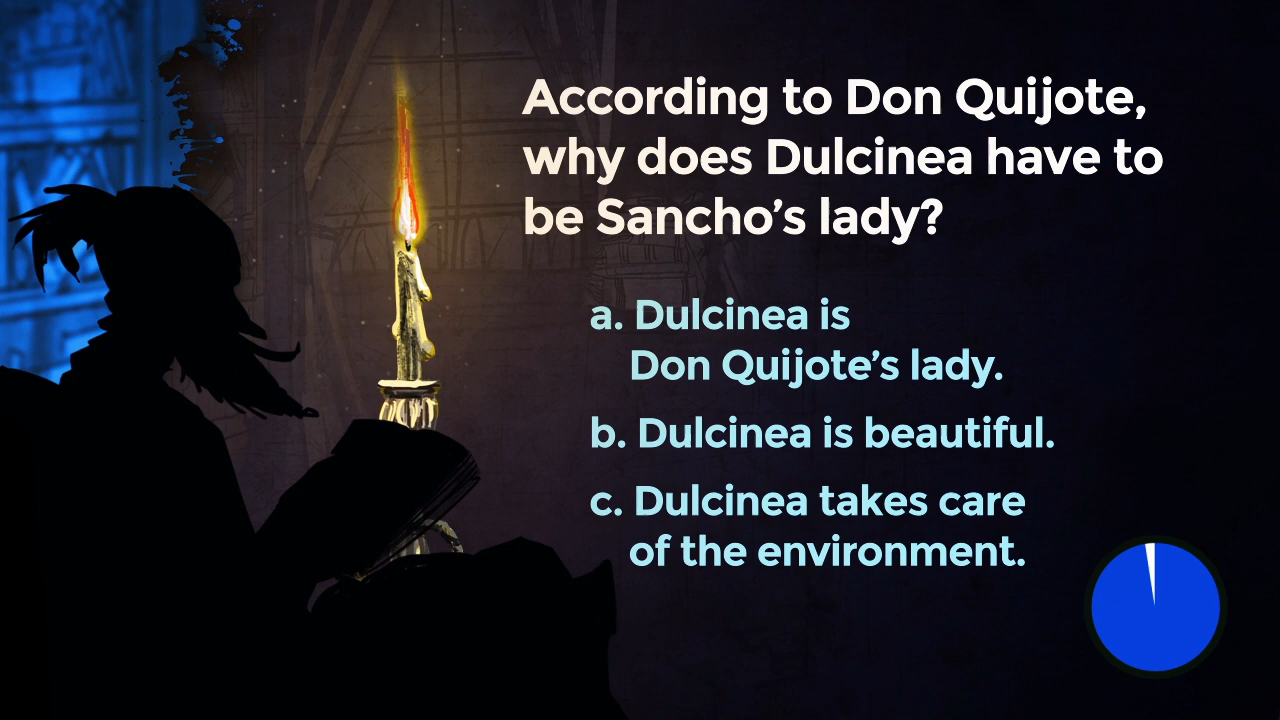 According to Don Quijote,
why does Dulcinea have to
be Sancho’s lady?
a. Dulcinea is
Don Quijote’s lady.
b. Dulcinea is beautiful.
c. Dulcinea takes care
of the environment.